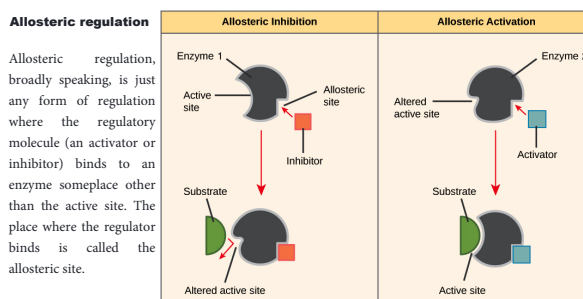 Allosteric regulation
Allosteric regulation,
broadly speaking, is just
any form of regulation
where the regulatory
molecule (an activator or
inhibitor) binds to an
enzyme someplace other
than the active site. The
place where the regulator
binds is called the
allosteric site.
Allosteric Inhibition
Enzyme 1
Active
site
Allosteric
site
Inhibitor
Substrate
Altered active site
Allosteric Activation
Enzyme 2
Altered
active site
Activator
Substrate
Active site